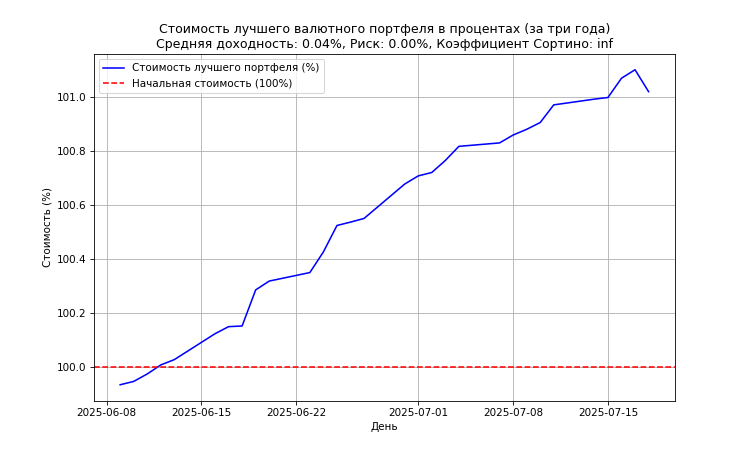 Стоимость лучшего валютного портфеля в процентах (за три года)
Средняя доходность: 0.04%, Риск: 0.00%, Коэффициент Сортино: inf
Стоимость лучшего портфеля (%)
Начальная стоимость (100%)
Стоимость (%)
101.0
100.8
100.6
100.4
100.2
100.0
2025-06-08
2025-06-15
2025-06-22
2025-07-01
2025-07-08
2025-07-15
День